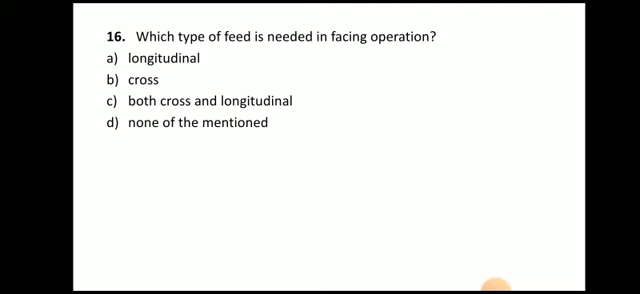 16. Which type of feed is needed in facing operation?
a) longitudinal
b) cross
c) both cross and longitudinal
d) none of the mentioned